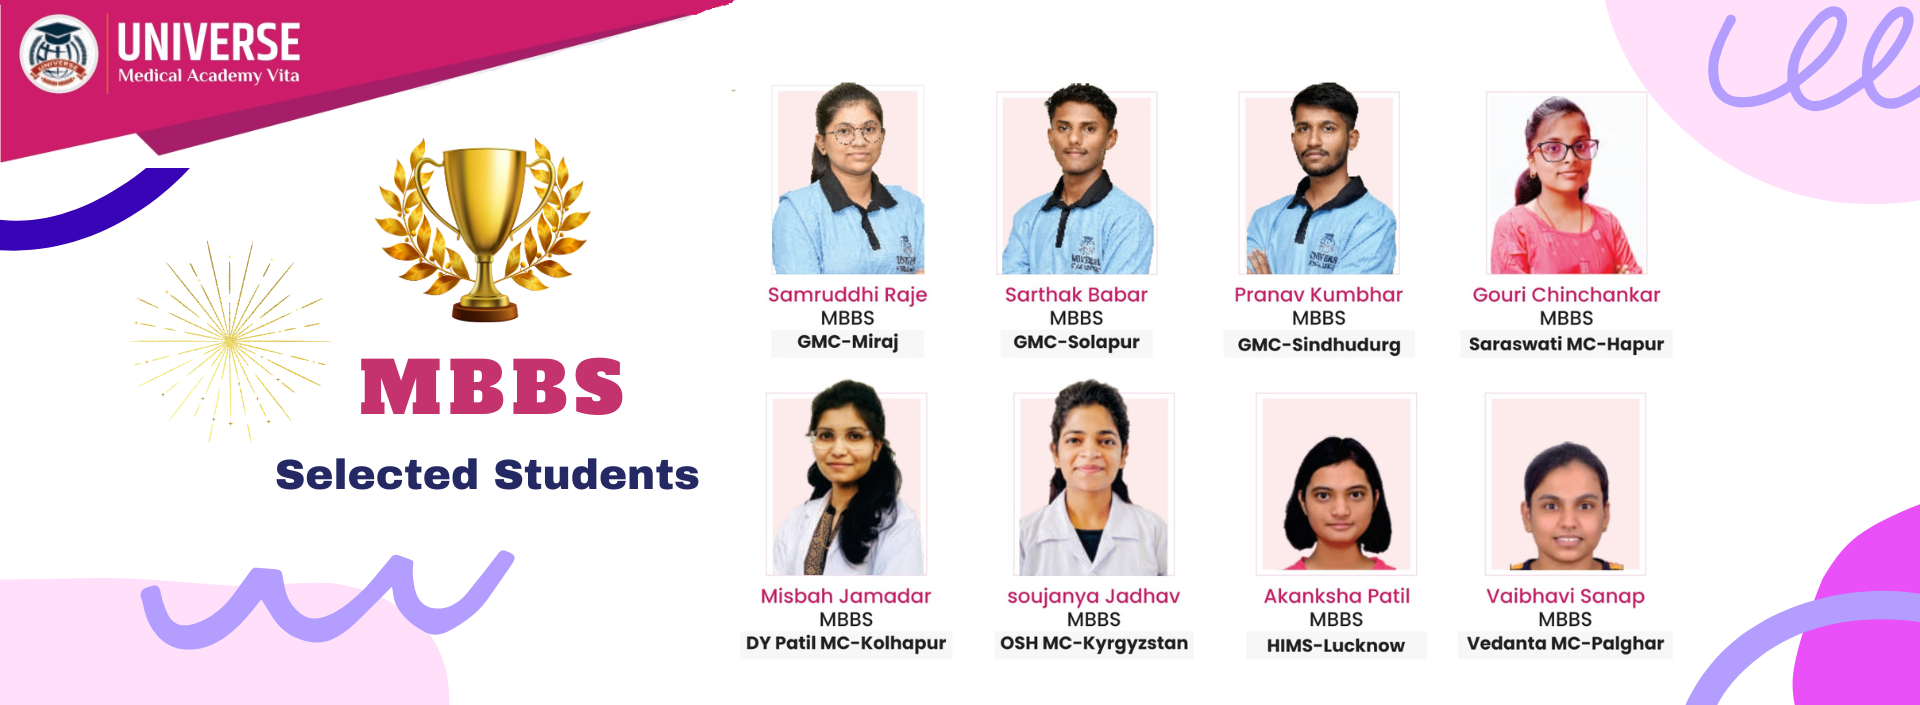 UNIVERSE
Medical Academy Vita
MBBS
Selected Students
Samruddhi Raje
MBBS
GMC-Miraj
Sarthak Babar
MBBS
GMC-Solapur
Pranav Kumbhar
MBBS
GMC-Sindhudurg
Gouri Chinchankar
MBBS
Saraswati MC-Hapur
Misbah Jamadar
MBBS
DY Patil MC-Kolhapur
soujanya Jadhav
MBBS
OSH MC-Kyrgyzstan
Akanksha Patil
MBBS
HIMS-Lucknow
Vaibhavi Sanap
MBBS
Vedanta MC-Palghar